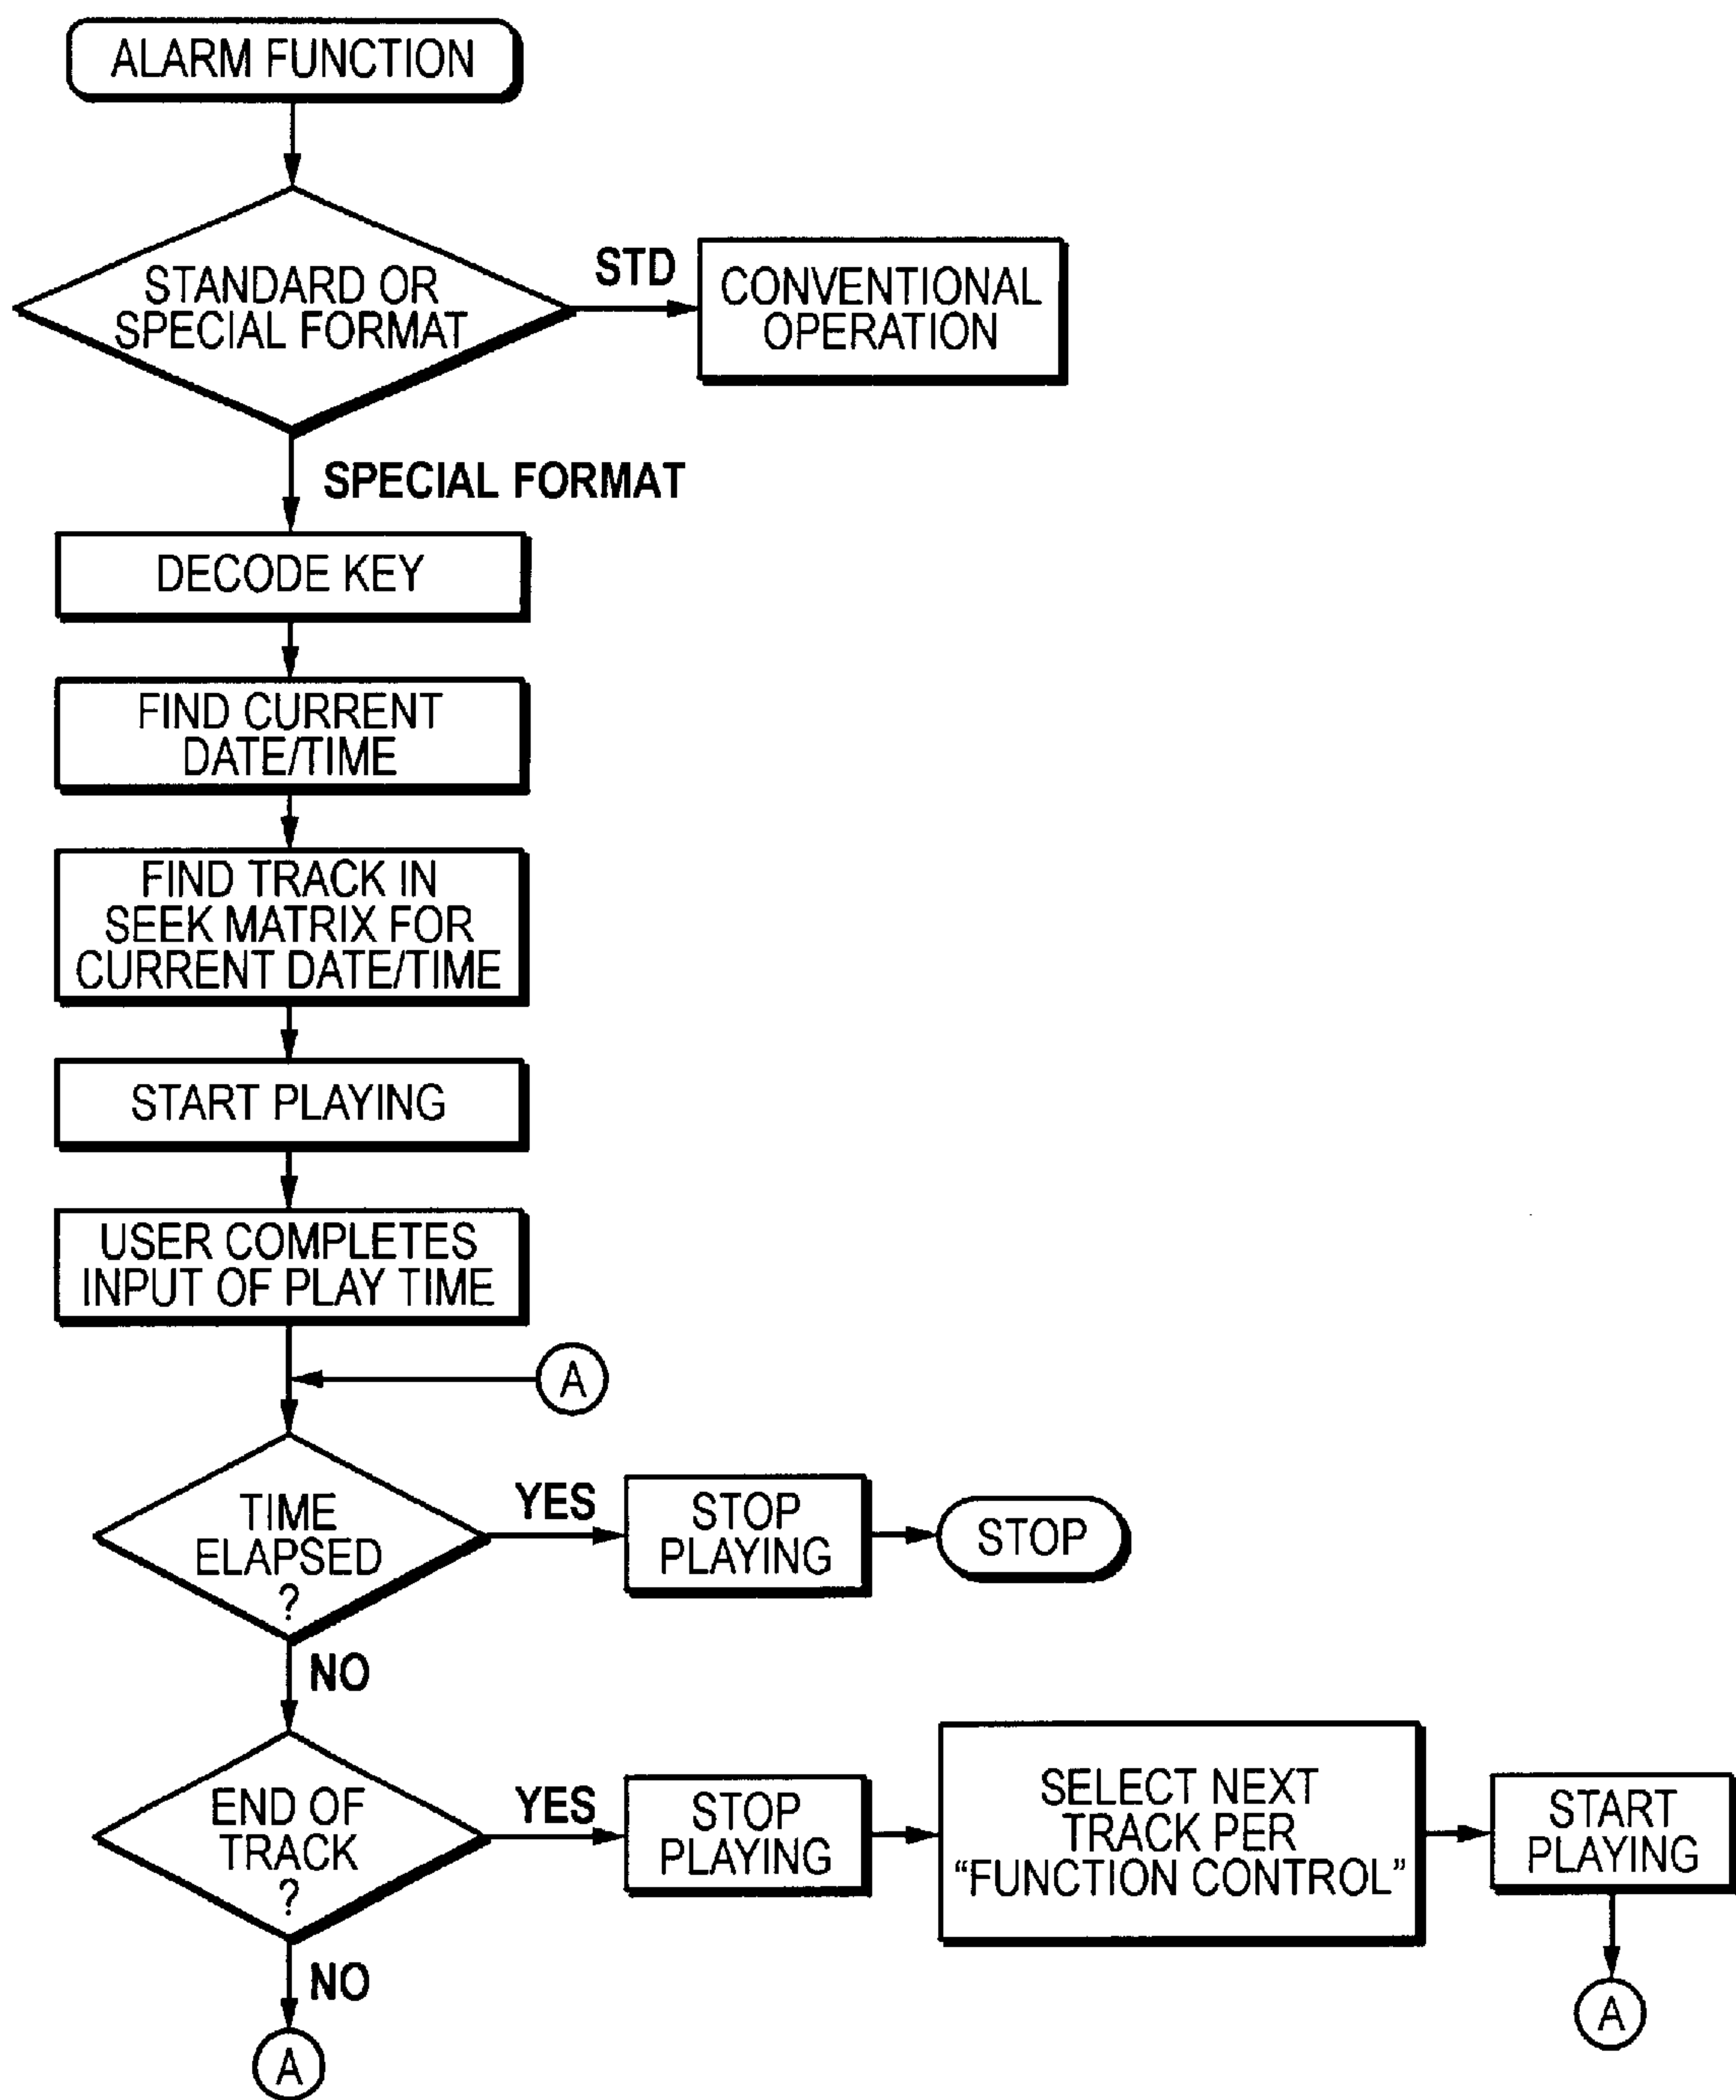 ALARM FUNCTION
STANDARD OR
SPECIAL FORMAT
STD
CONVENTIONAL
OPERATION
SPECIAL FORMAT
DECODE KEY
FIND CURRENT
DATE/TIME
FIND TRACK IN
SEEK MATRIX FOR
CURRENT DATE/TIME
START PLAYING
USER COMPLETES
INPUT OF PLAY TIME
A
TIME
ELAPSED
?
YES
STOP
PLAYING
STOP
NO
END OF
TRACK
?
YES
STOP
PLAYING
SELECT NEXT
TRACK PER
“FUNCTION CONTROL”
START
PLAYING
NO
A
A